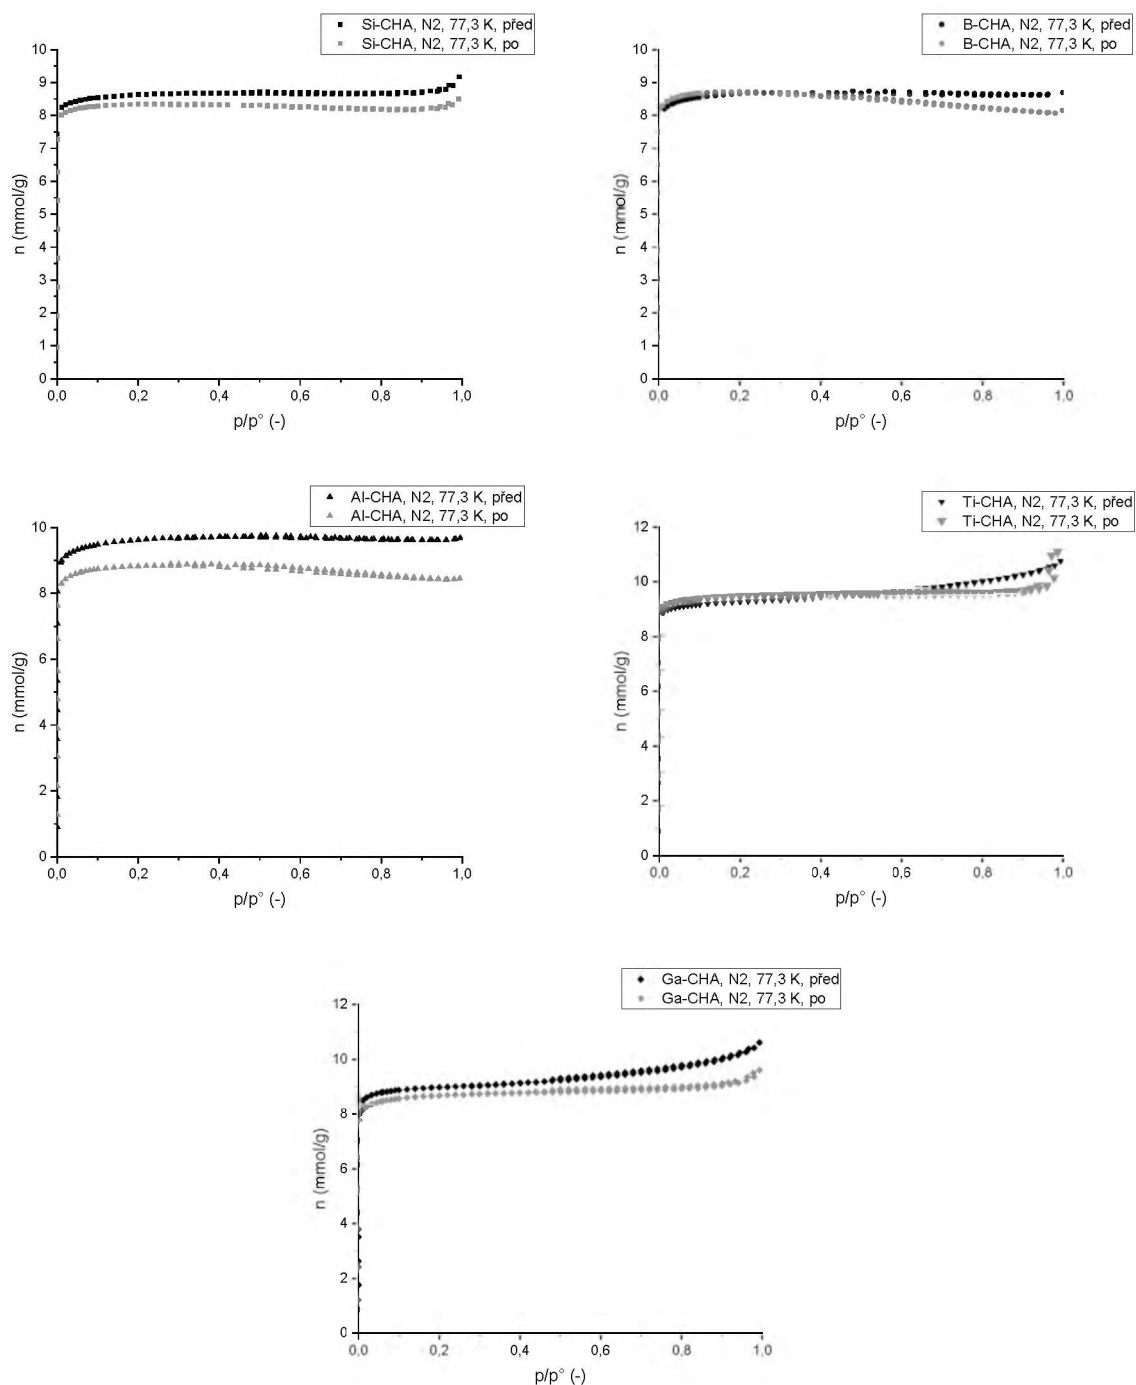 Si-CHA, N2, 77,3 K, před
Si-CHA, N2, 77,3 K, po
10
9
8
7
6
5
4
3
2
1
0
n (mmol/g)
0,0 0,2 0,4 0,6 0,8 1,0
p/p° (-)
B-CHA, N2, 77,3 K, před
B-CHA, N2, 77,3 K, po
10
9
8
7
6
5
4
3
2
1
0
n (mmol/g)
0,0 0,2 0,4 0,6 0,8 1,0
p/p° (-)
Al-CHA, N2, 77,3 K, před
Al-CHA, N2, 77,3 K, po
10
8
6
4
2
0
n (mmol/g)
0,0 0,2 0,4 0,6 0,8 1,0
p/p° (-)
Ti-CHA, N2, 77,3 K, před
Ti-CHA, N2, 77,3 K, po
12
10
8
6
4
2
0
n (mmol/g)
0,0 0,2 0,4 0,6 0,8 1,0
p/p° (-)
Ga-CHA, N2, 77,3 K, před
Ga-CHA, N2, 77,3 K, po
12
10
8
6
4
2
0
n (mmol/g)
0,0 0,2 0,4 0,6 0,8 1,0
p/p° (-)